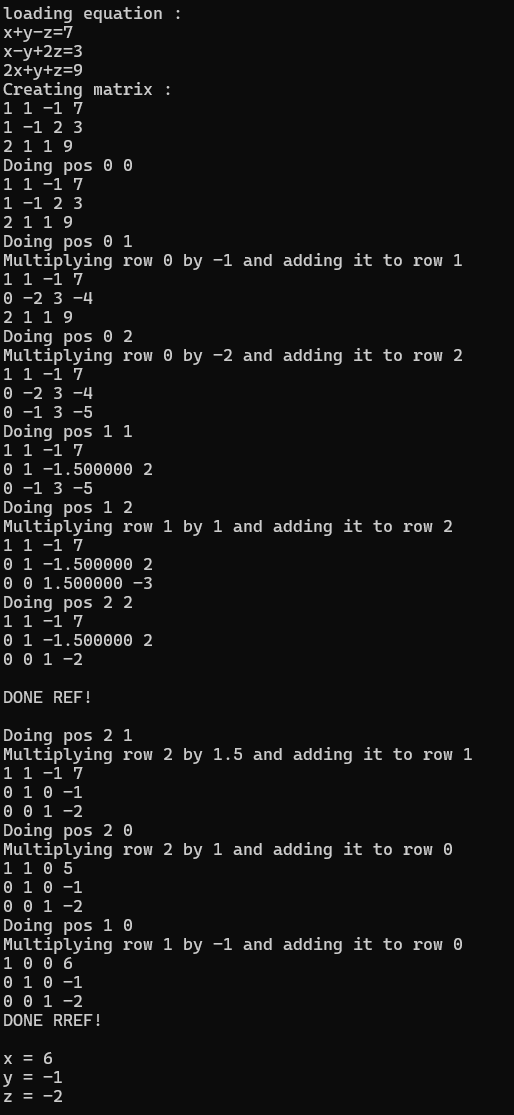 loading equation :
x+y-z=7
x-y+2z=3
2x+y+z=9
Creating matrix :
1 1 -1 7
1 -1 2 3
2 1 1 9
Doing pos 0 0
1 1 -1 7
1 -1 2 3
2 1 1 9
Doing pos 0 1
Multiplying row 0 by -1 and adding it to row 1
1 1 -1 7
0 -2 3 -4
2 1 1 9
Doing pos 0 2
Multiplying row 0 by -2 and adding it to row 2
1 1 -1 7
0 -2 3 -4
0 -1 3 -5
Doing pos 1 1
1 1 -1 7
0 1 -1.500000 2
0 -1 3 -5
Doing pos 1 2
Multiplying row 1 by 1 and adding it to row 2
1 1 -1 7
0 1 -1.500000 2
0 0 1.500000 -3
Doing pos 2 2
1 1 -1 7
0 1 -1.500000 2
0 0 1 -2
DONE REF!
Doing pos 2 1
Multiplying row 2 by 1.5 and adding it to row 1
1 1 -1 7
0 1 0 -1
0 0 1 -2
Doing pos 2 0
Multiplying row 2 by 1 and adding it to row 0
1 1 0 5
0 1 0 -1
0 0 1 -2
Doing pos 1 0
Multiplying row 1 by -1 and adding it to row 0
1 0 0 6
0 1 0 -1
0 0 1 -2
DONE RREF!
x = 6
y = -1
z = -2